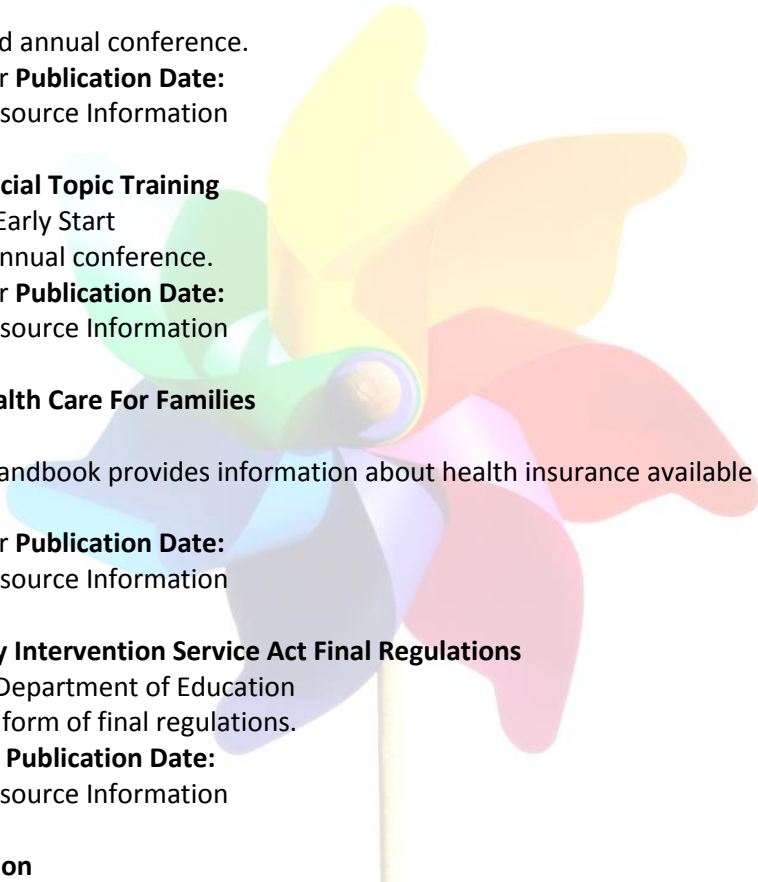 d annual conference.
r Publication Date:
source Information
cial Topic Training
Early Start
nnual conference.
r Publication Date:
source Information
alth Care For Families
andbook provides information about health insurance available
r Publication Date:
source Information
y Intervention Service Act Final Regulations
Department of Education
form of final regulations.
Publication Date:
source Information
on